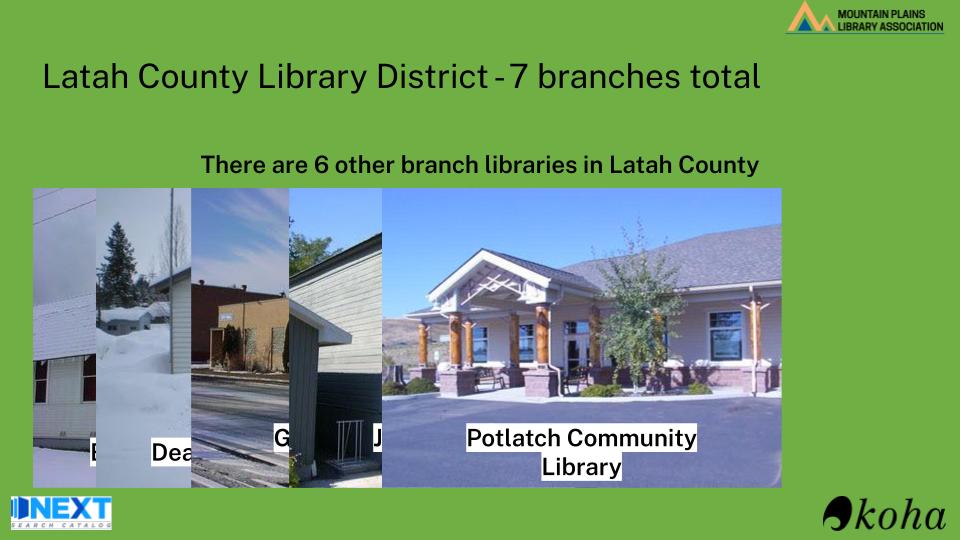 MOUNTAIN PLAINS
LIBRARY ASSOCIATION
Latah County Library District - 7 branches total
There are 6 other branch libraries in Latah County
Dea
G
J
Potlatch Community
Library
NEXT
SEARCH CATALOG
koha